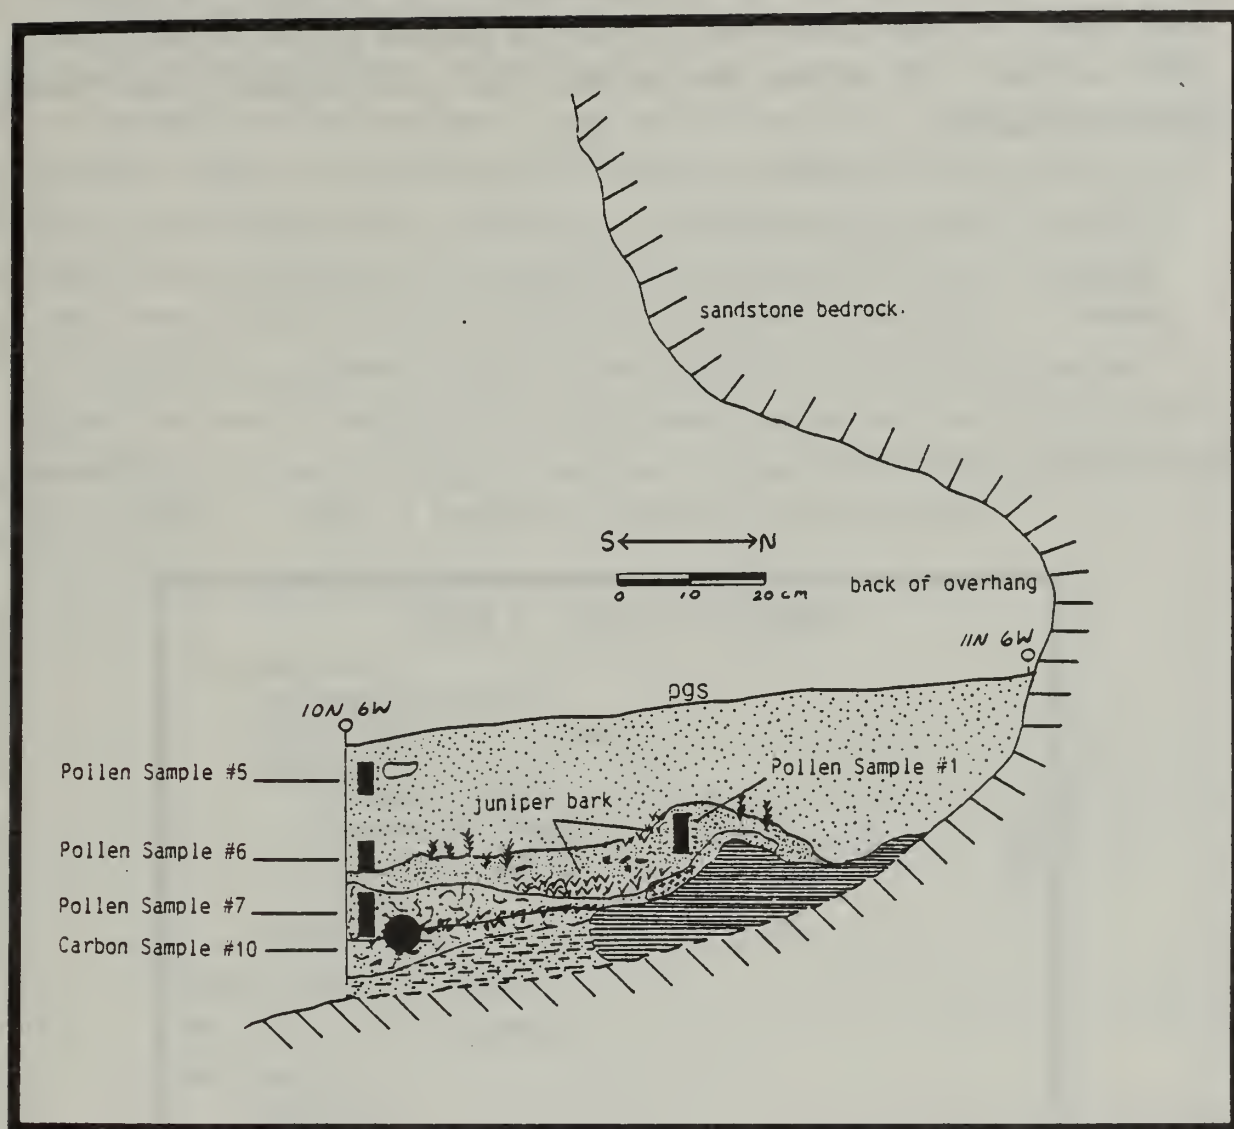 sandstone bedrock.
S N
0 10 20 cm
back of overhang
11N 6W
pgs
10N 6W
Pollen Sample #5
Pollen Sample #1
juniper bark
Pollen Sample #6
Pollen Sample #7
Carbon Sample #10